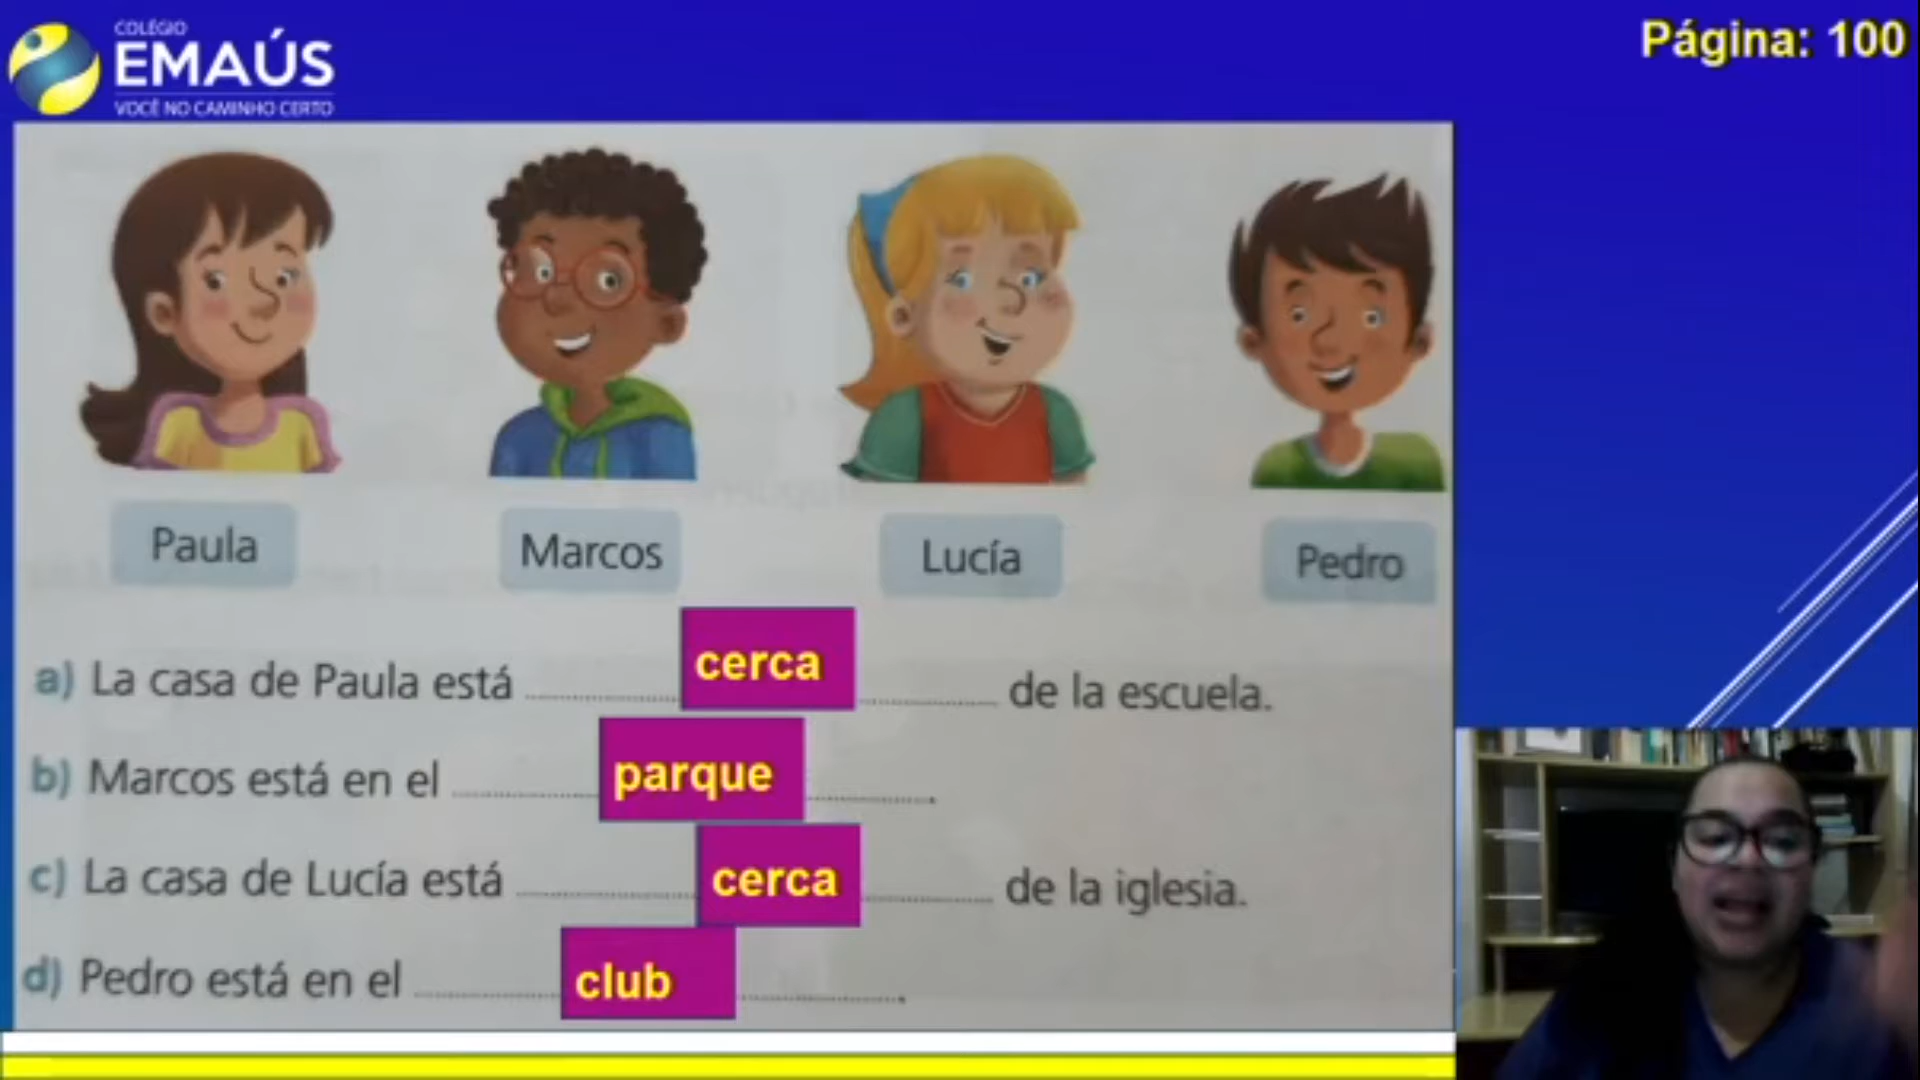 COLÉGIO
EMAÚS
VOCÊ NO CAMINHO CERTO
Página: 100
Paula
Marcos
Lucía
Pedro
a) La casa de Paula está cerca de la escuela.
b) Marcos está en el parque.
c) La casa de Lucía está cerca de la iglesia.
d) Pedro está en el club.